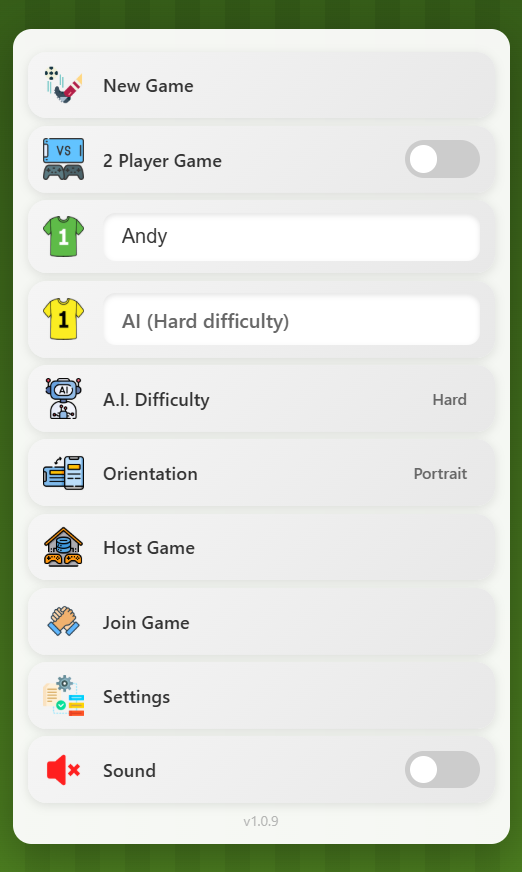 New Game
VS
2 Player Game
1
Andy
1
AI (Hard difficulty)
AI
A.I. Difficulty
Hard
Orientation
Portrait
Host Game
Join Game
Settings
Sound
v1.0.9